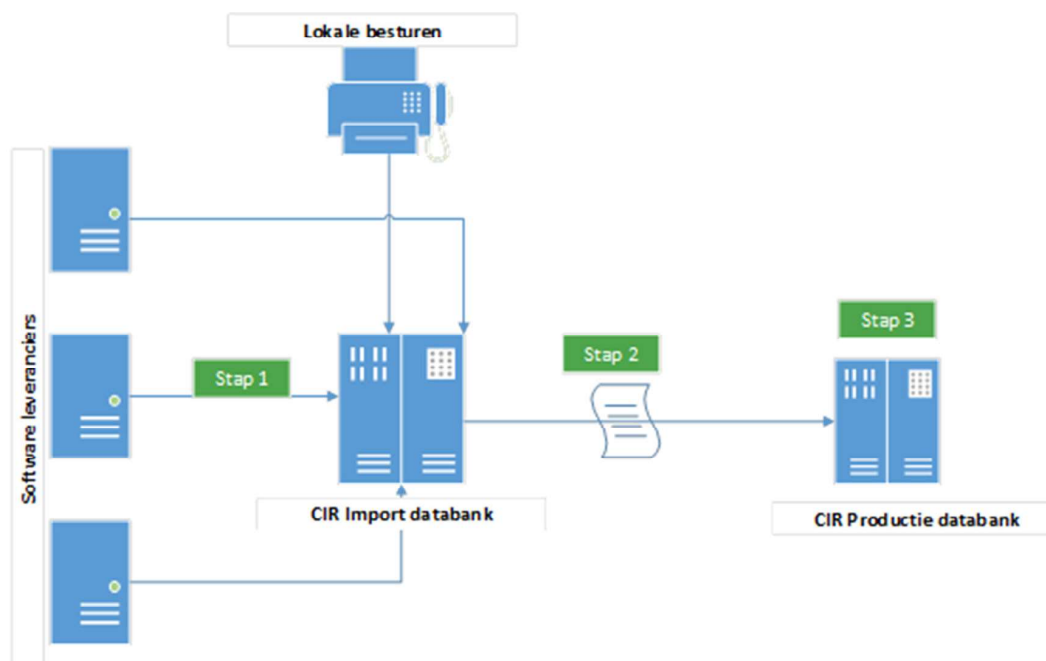 Lokale besturen
Software leveranciers
Stap 1
Stap 2
Stap 3
CIR Import databank
CIR Productie databank